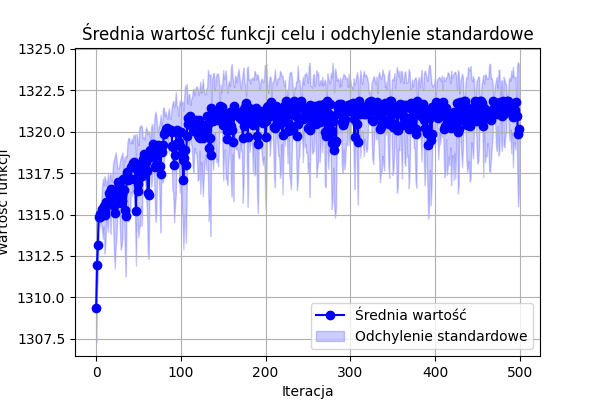 Średnia wartość funkcji celu i odchylenie standardowe
1325.0
1322.5
1320.0
1317.5
1315.0
1312.5
1310.0
1307.5
Wartość funkcji
0 100 200 300 400 500
Iteracja
Średnia wartość
Odchylenie standardowe